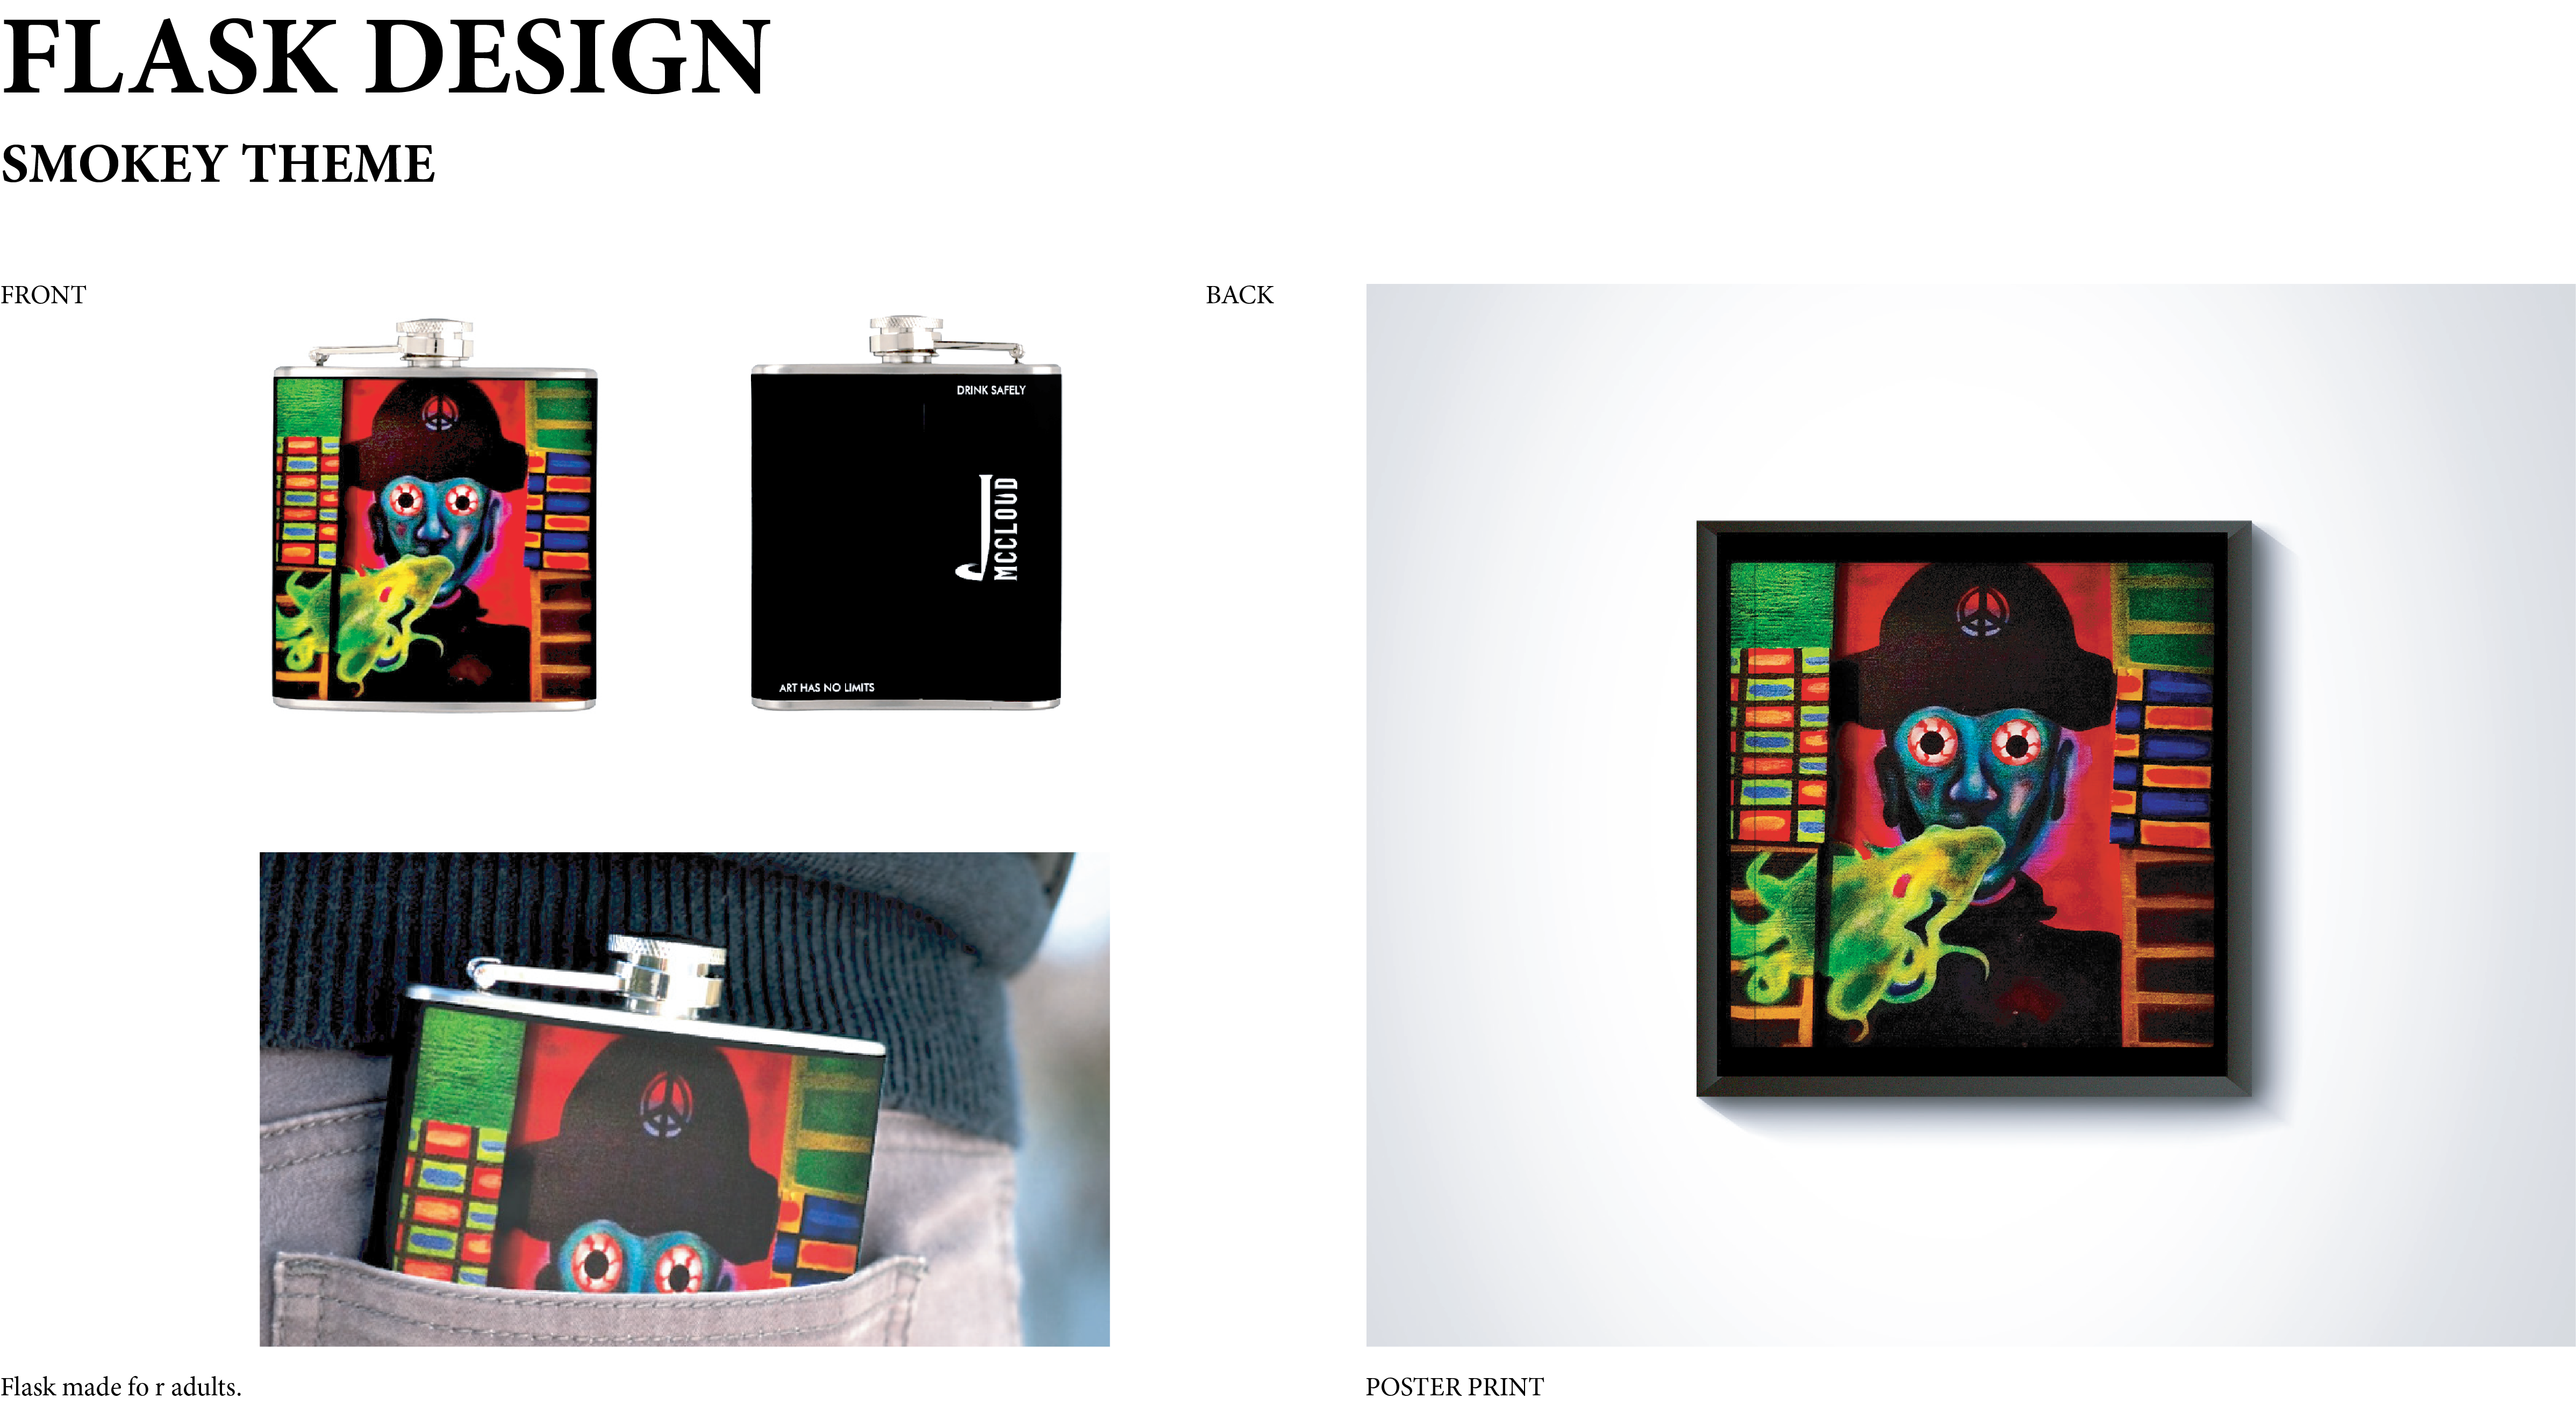 FLASK DESIGN
SMOKEY THEME
FRONT
BACK
DRINK SAFELY
J
MCCLOUD
ART HAS NO LIMITS
Flask made fo r adults.
POSTER PRINT